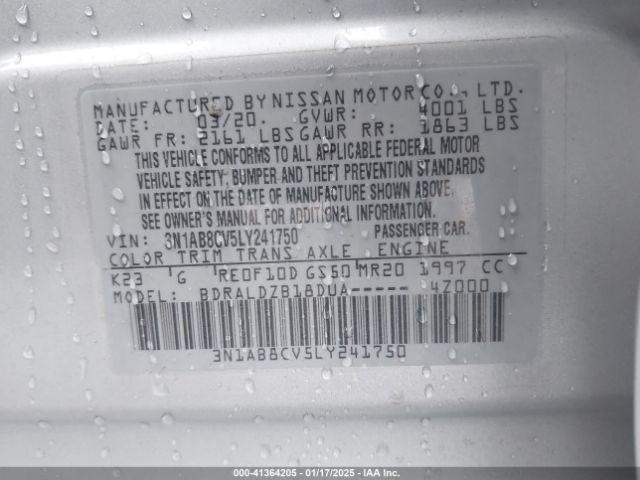 MANUFACTURED BY NISSAN MOTOR CO., LTD.
DATE: 03/20. GVWR: 4001 LBS
GAWR FR: 2161 LBS GAWR RR: 1863 LBS
THIS VEHICLE CONFORMS TO ALL APPLICABLE FEDERAL MOTOR
VEHICLE SAFETY, BUMPER AND THEFT PREVENTION STANDARDS
IN EFFECT ON THE DATE OF MANUFACTURE SHOWN ABOVE.
SEE OWNER'S MANUAL FOR ADDITIONAL INFORMATION.
VIN: 3N1AB8CV5LY241750 PASSENGER CAR.
COLOR TRIM TRANS AXLE ENGINE
K23 G RE0F10D GS50 MR20 1997 CC
MODEL: BDRALDZB18DUA----- 4Z000
3N1AB8CV5LY241750
000-41364205 - 01/17/2025 - IAA Inc.